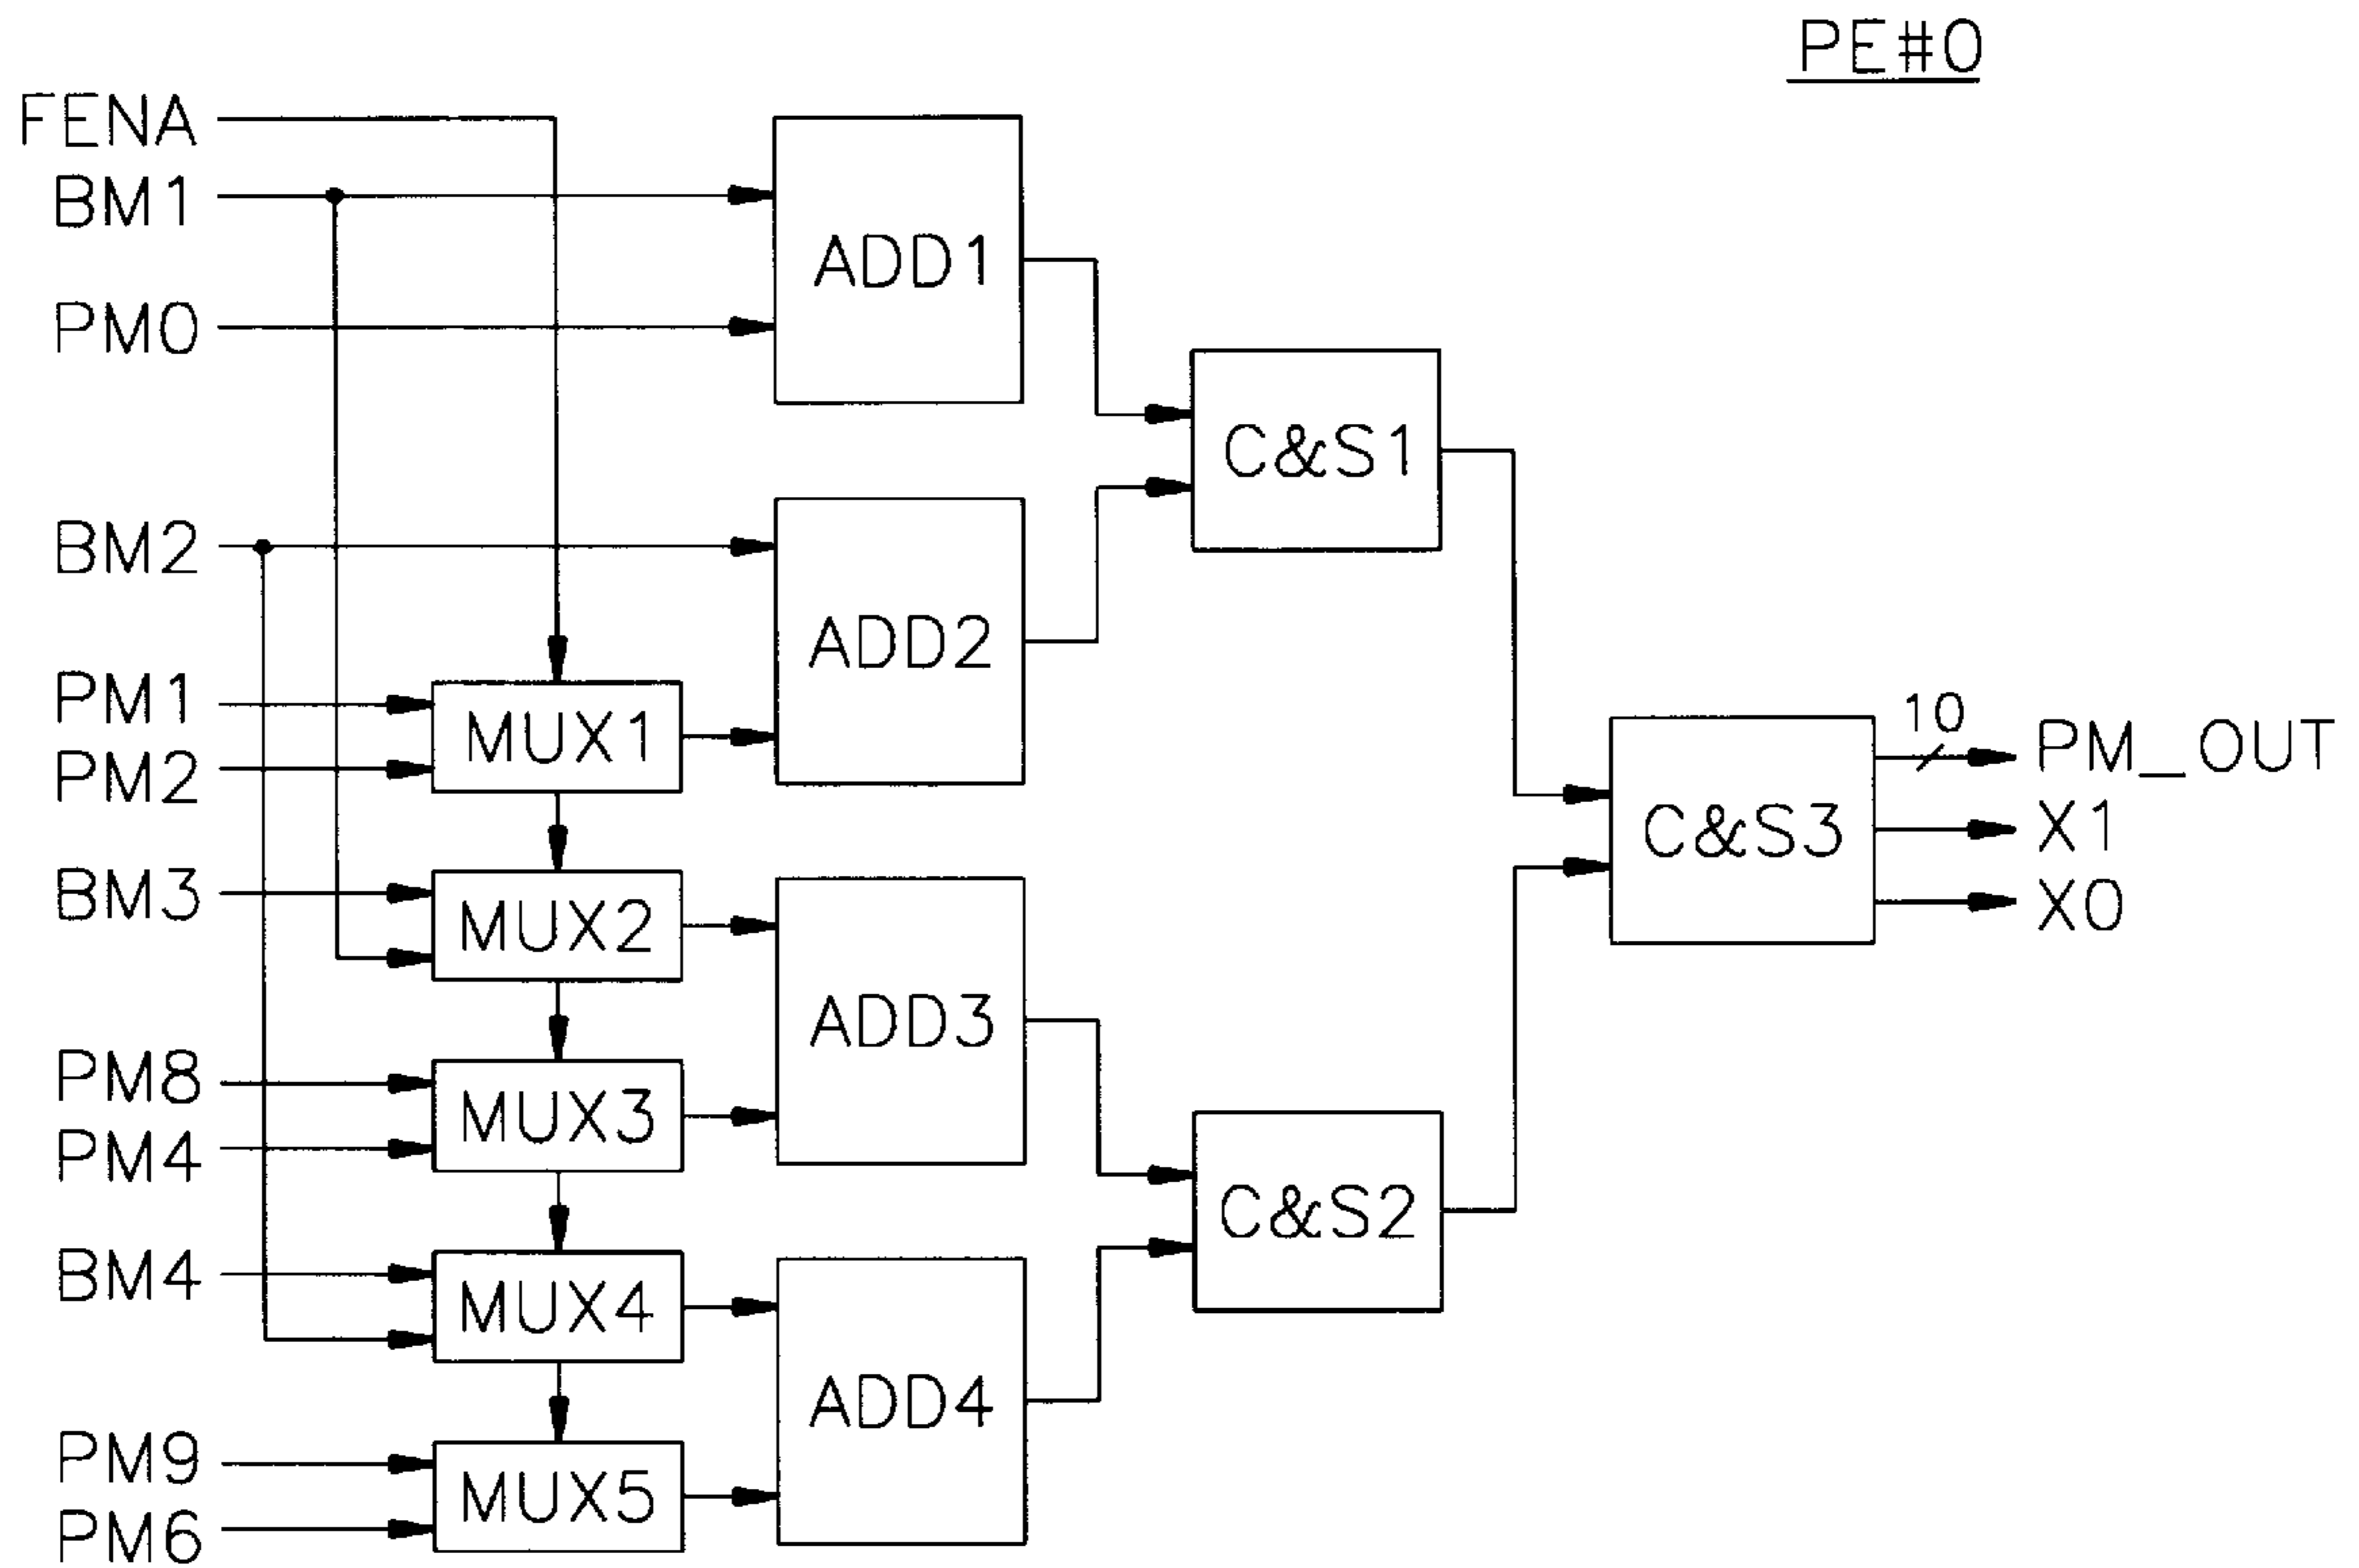 PE#0
FENA
BM1
PM0
BM2
PM1
PM2
BM3
PM8
PM4
BM4
PM9
PM6
ADD1
ADD2
MUX1
MUX2
ADD3
MUX3
MUX4
ADD4
MUX5
C&S1
C&S2
C&S3
10
PM_OUT
X1
X0